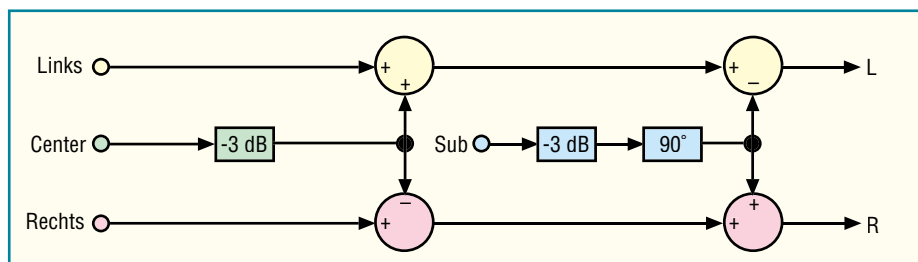 Links + + + − L
Center -3 dB Sub -3 dB 90°
Rechts + − + + R